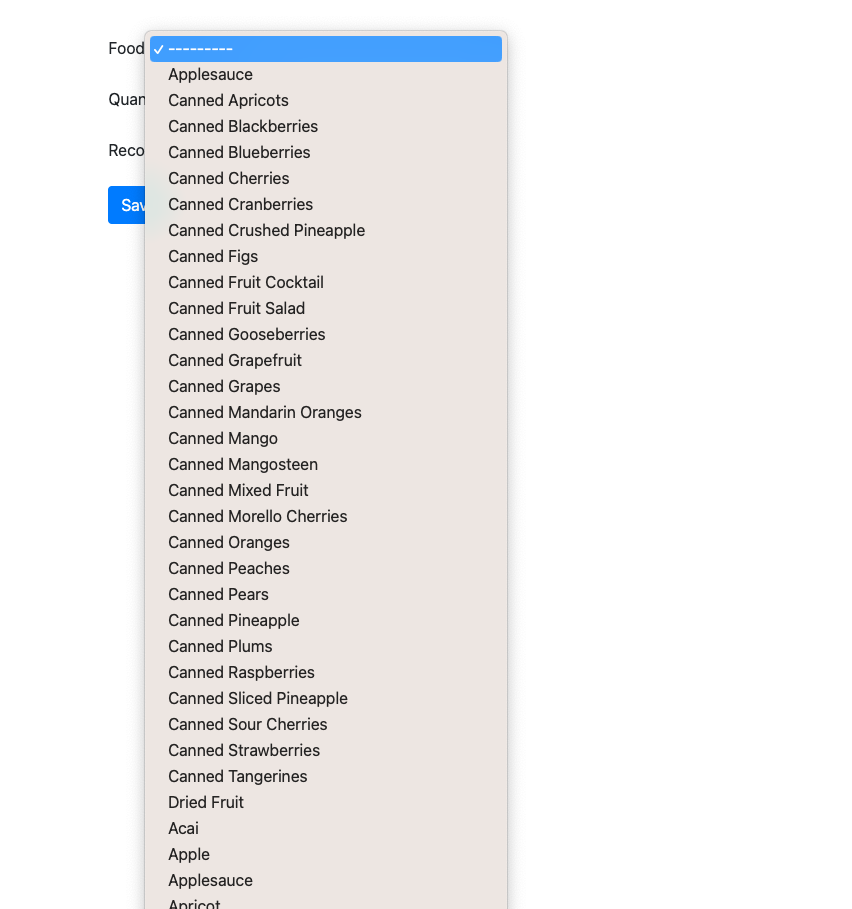 Food
✓ ---------
Applesauce
Canned Apricots
Quan
Canned Blackberries
Reco
Canned Blueberries
Canned Cherries
Sav
Canned Cranberries
Canned Crushed Pineapple
Canned Figs
Canned Fruit Cocktail
Canned Fruit Salad
Canned Gooseberries
Canned Grapefruit
Canned Grapes
Canned Mandarin Oranges
Canned Mango
Canned Mangosteen
Canned Mixed Fruit
Canned Morello Cherries
Canned Oranges
Canned Peaches
Canned Pears
Canned Pineapple
Canned Plums
Canned Raspberries
Canned Sliced Pineapple
Canned Sour Cherries
Canned Strawberries
Canned Tangerines
Dried Fruit
Acai
Apple
Applesauce
Apricot